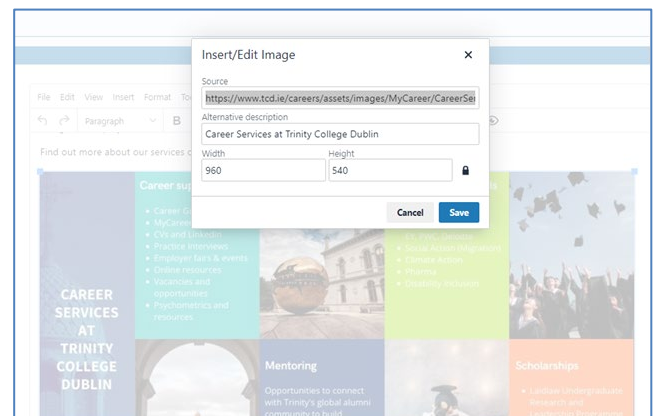 Insert/Edit Image
Source
https://www.tcd.ie/careers/assets/images/MyCareer/CareerSer
Alternative description
Career Services at Trinity College Dublin
Width
Height
960
540
Cancel
Save
File Edit View Insert Format
Paragraph
B
Find out more about our services
CAREER
SERVICES
AT
TRINITY
COLLEGE
DUBLIN
Career
MyCareer
CVs and LinkedIn
Practice interviews
Employer fairs & events
Online resources
Vacancies and
opportunities
Psychometrics and
resources
Social Action (Migration)
Climate Action
Pharma
Disability Inclusion
Mentoring
Opportunities to connect
with Trinity's global alumni
community to build
Scholarships
Laidlaw Undergraduate
Research and